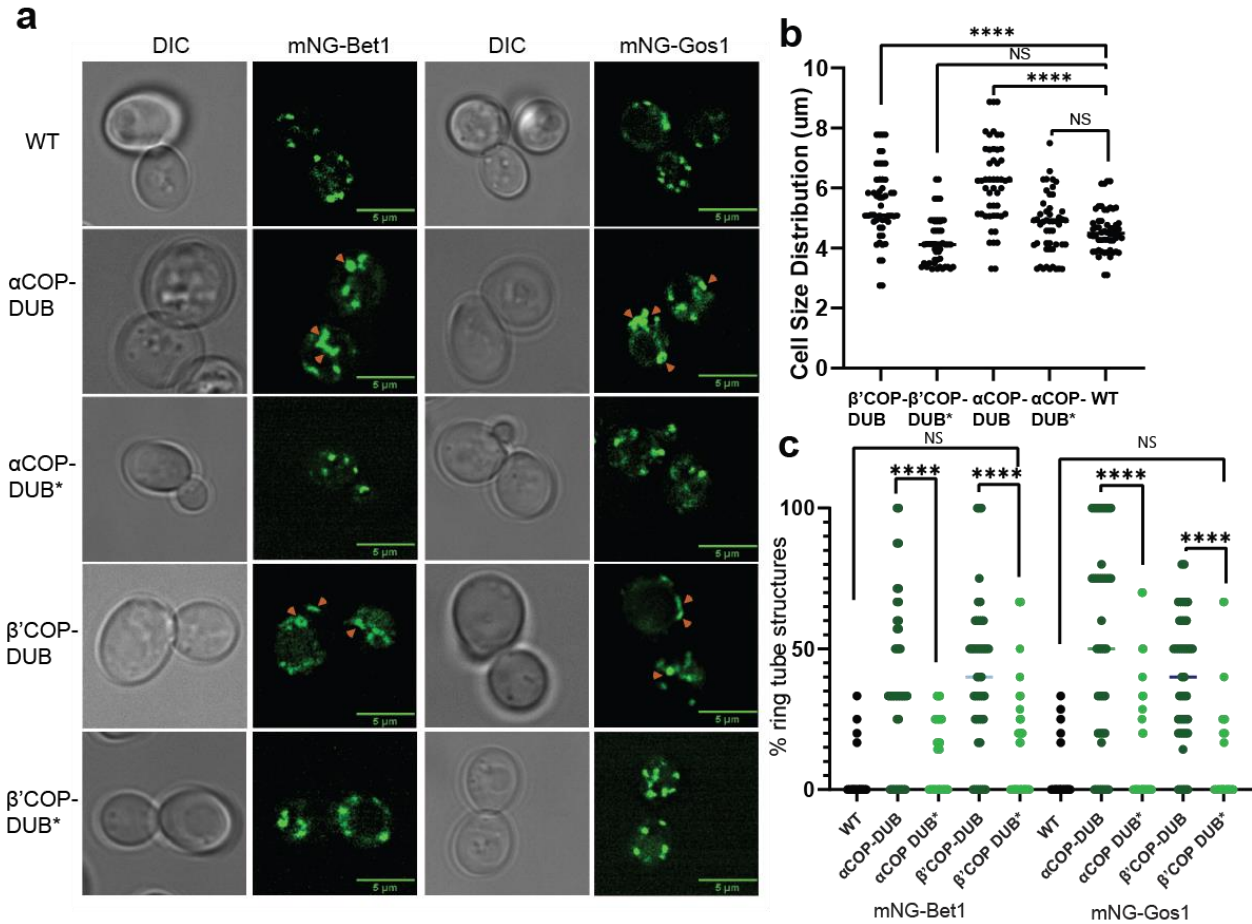 a
DIC mNG-Bet1 DIC mNG-Gos1
WT
5 µm
5 µm
αCOP-
DUB
5 µm
5 µm
αCOP-
DUB*
5 µm
5 µm
β’COP-
DUB
5 µm
5 µm
β’COP-
DUB*
5 µm
5 µm
b
****
NS
****
NS
Cell Size Distribution (um)
10
8
6
4
2
0
β’COP- β’COP- αCOP- αCOP- WT
DUB DUB* DUB DUB*
c
NS
NS
****
****
****
****
% ring tube structures
100
50
0
WT
αCOP-DUB
αCOP DUB*
β’COP-DUB
β’COP DUB*
WT
αCOP-DUB
αCOP DUB*
β’COP-DUB
β’COP DUB*
mNG-Bet1 mNG-Gos1